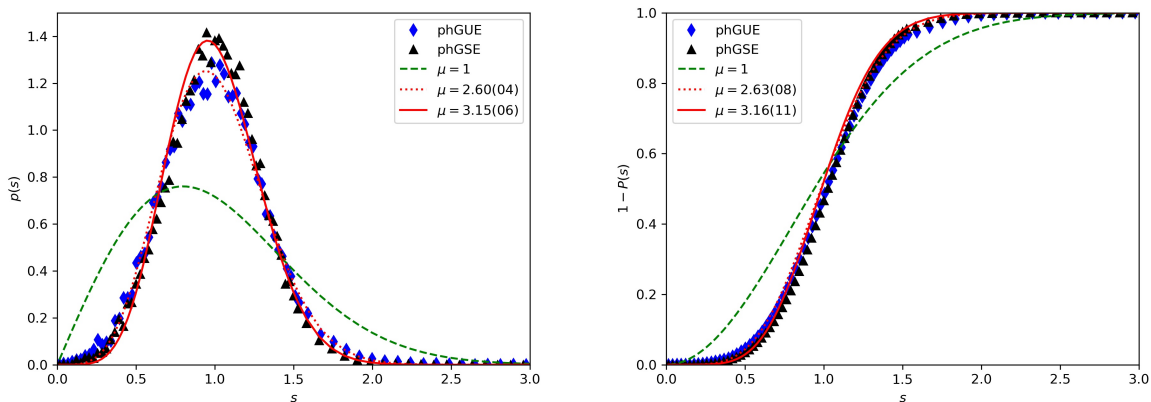 phGUE
phGSE
μ = 1
μ = 2.60(04)
μ = 3.15(06)
p(s)
1.4
1.2
1.0
0.8
0.6
0.4
0.2
0.0
0.0 0.5 1.0 1.5 2.0 2.5 3.0
s
phGUE
phGSE
μ = 1
μ = 2.63(08)
μ = 3.16(11)
1 − P(s)
1.0
0.8
0.6
0.4
0.2
0.0
0.0 0.5 1.0 1.5 2.0 2.5 3.0
s